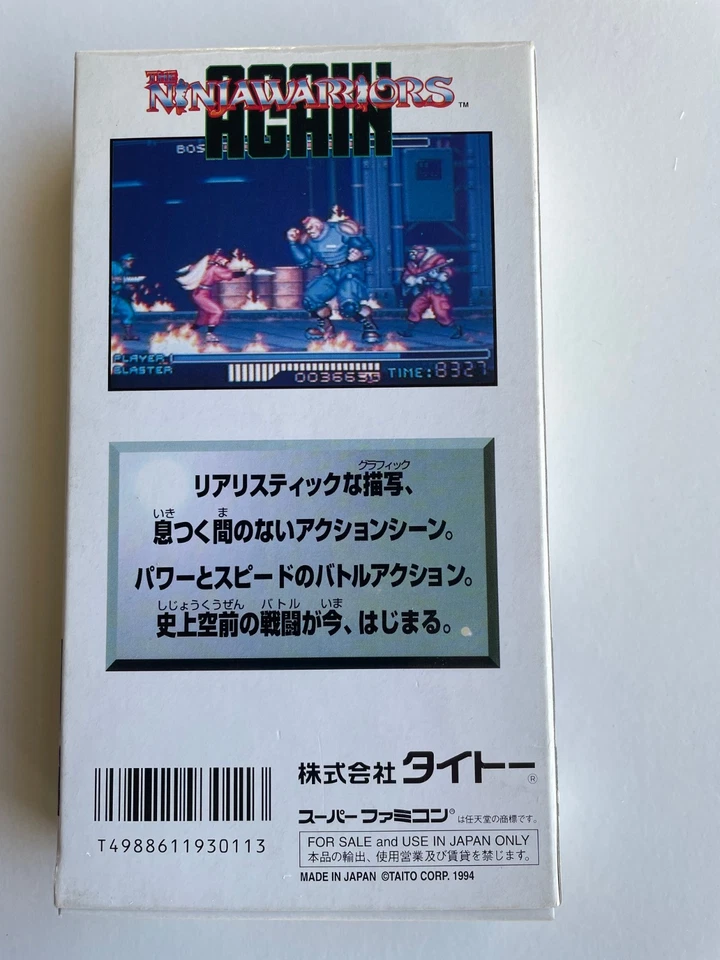 THE
NINJAWARRIORS™
AGAIN
BOS
PLAYER
BLASTER
TIME:8327
グラフィック
リアリスティックな描写、
いき ま
息つく間のないアクションシーン。
パワーとスピードのバトルアクション。
しじょうくうぜん バトル いま
史上空前の戦闘が今、はじまる。
株式会社 タイトー®
スーパー ファミコン®は任天堂の商標です。
T4988611930113
FOR SALE and USE IN JAPAN ONLY
本品の輸出、使用営業及び賃貸を禁じます。
MADE IN JAPAN ©TAITO CORP. 1994